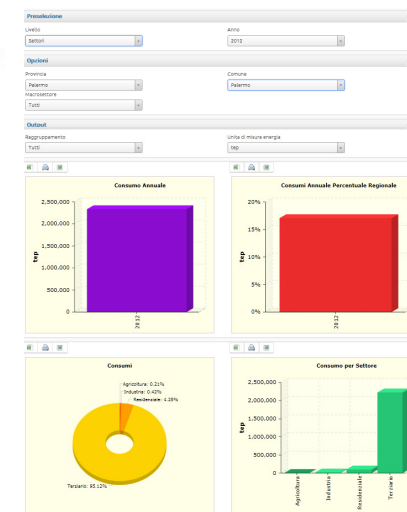 Preselezione
Livello Anno
Settori 2012
Opzioni
Provincia Comune
Palermo Palermo
Macrosettore
Tutti
Output
Raggruppamento Unita di misura energia
Tutti tep
Consumo Annuale
2,500,000
2,000,000
1,500,000
1,000,000
500,000
0
tep
2012
Consumi Annuale Percentuale Regionale
20%
15%
10%
5%
0%
tep
2012
Consumi
Agricoltura: 0.21%
Industria: 0.42%
Residenziale: 4.25%
Terziario: 95.12%
Consumo per Settore
2,500,000
2,000,000
1,500,000
1,000,000
500,000
0
tep
Agricoltura
Industria
Residenziale
Terziario